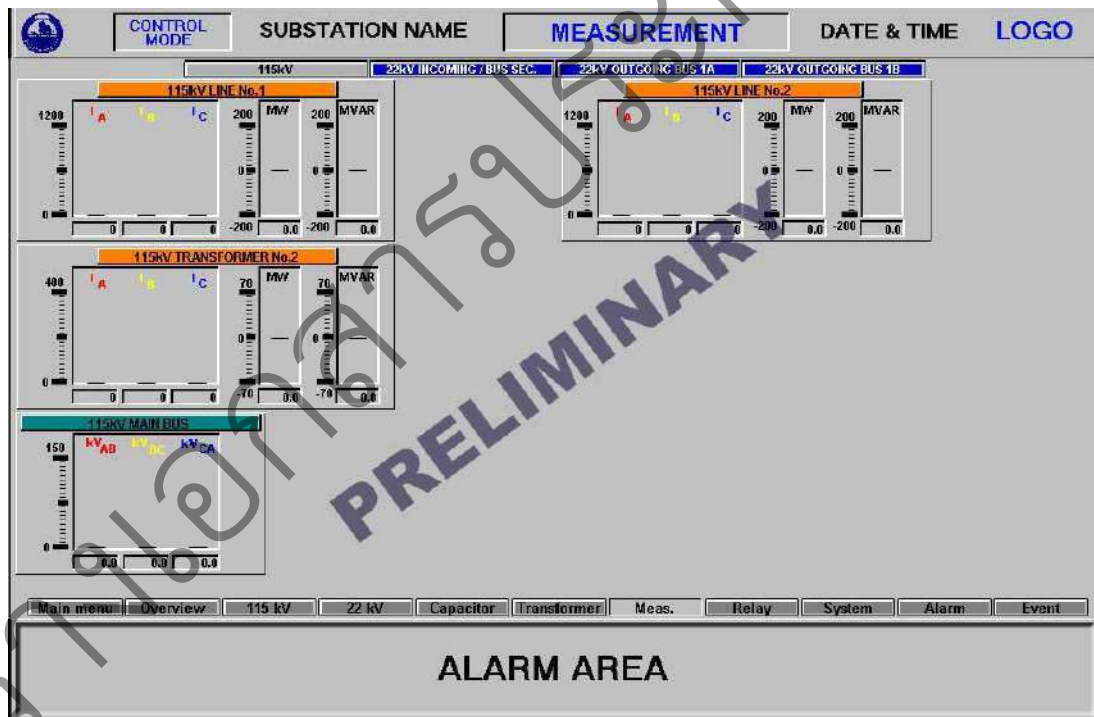 CONTROL MODE
SUBSTATION NAME
MEASUREMENT
DATE & TIME
LOGO
115kV
22kV INCOMING / BUS SEC.
22kV OUTGOING BUS 1A
22kV OUTGOING BUS 1B
115kV LINE No.1
1200 IA IB IC 200 MW 200 MVAR
0 0
0
0 0 0 -200 0.0 -200 0.0
115kV LINE No.2
1200 IA IB IC 200 MW 200 MVAR
0 0
0
0 0 0 -200 0.0 -200 0.0
115kV TRANSFORMER No.2
400 IA IB IC 70 MW 70 MVAR
0 0
0
0 0 0 -70 0.0 -70 0.0
115kV MAIN BUS
150 kVAB kVBC kVCA
0
0.0 0.0 0.0
PRELIMINARY
Main menu Overview 115 kV 22 kV Capacitor Transformer Meas. Relay System Alarm Event
ALARM AREA